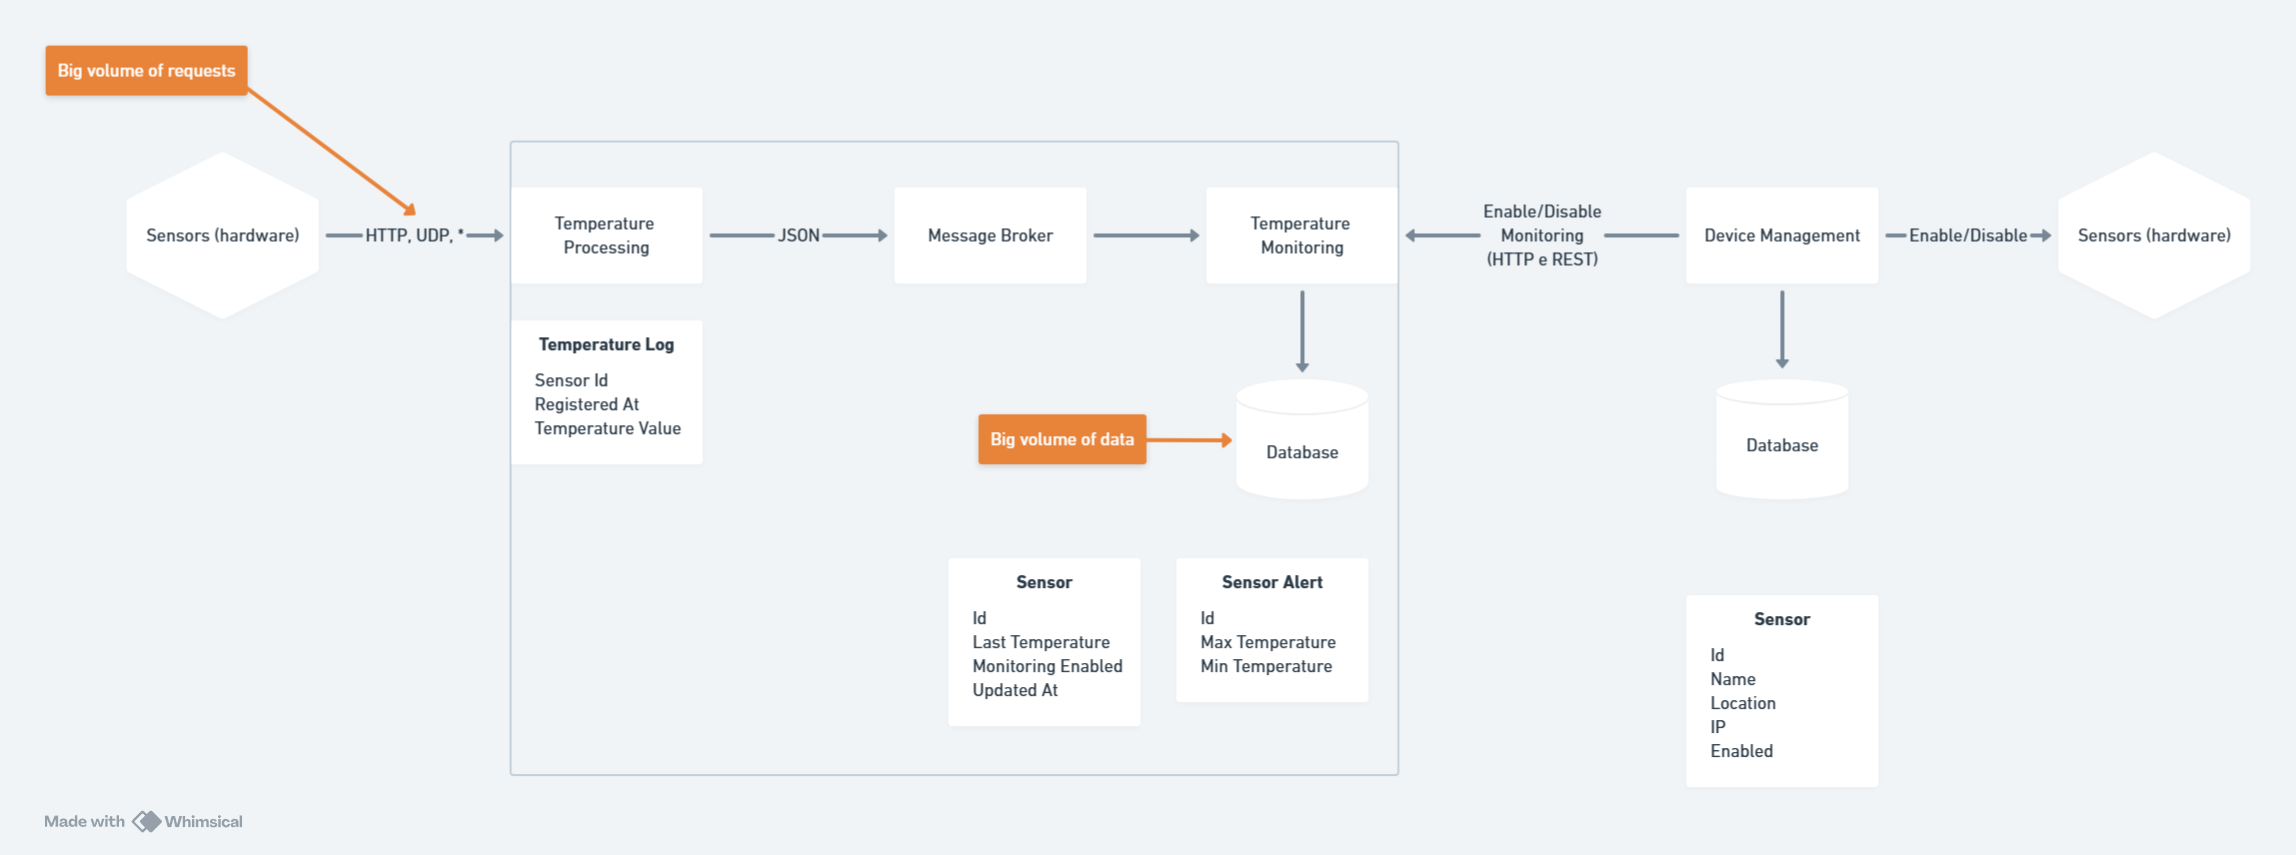 Big volume of requests
Sensors (hardware)
HTTP, UDP, *
Temperature
Processing
JSON
Message Broker
Temperature
Monitoring
Enable/Disable
Monitoring
(HTTP e REST)
Device Management
Enable/Disable
Sensors (hardware)
Temperature Log
Sensor Id
Registered At
Temperature Value
Big volume of data
Database
Database
Sensor
Id
Last Temperature
Monitoring Enabled
Updated At
Sensor Alert
Id
Max Temperature
Min Temperature
Sensor
Id
Name
Location
IP
Enabled
Made with Whimsical